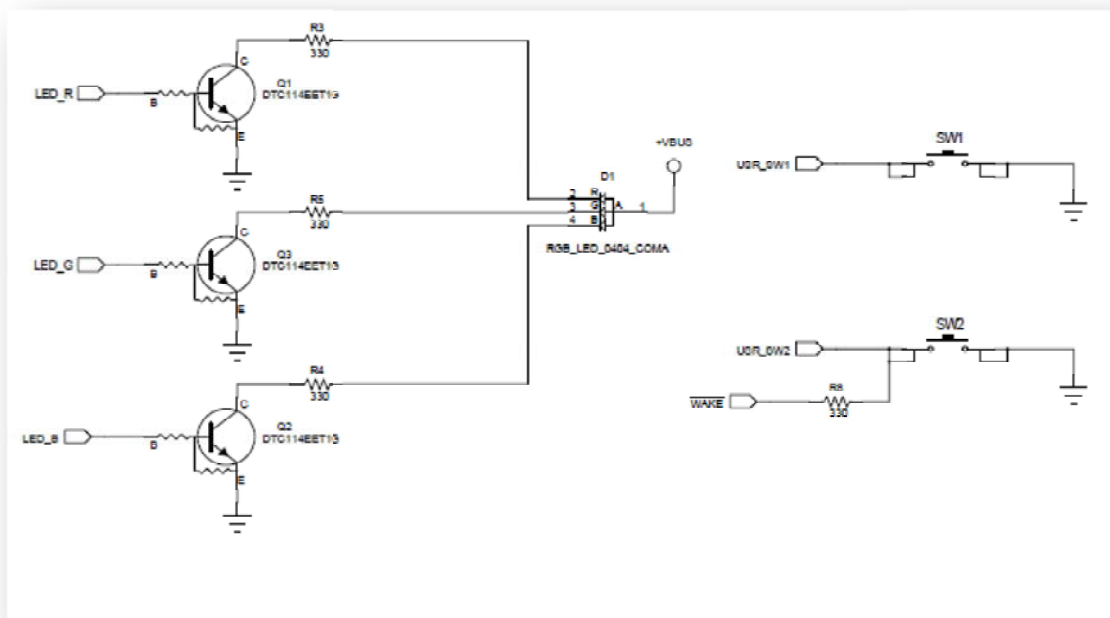 R3
330
C
Q1
DTC114EET1G
LED_R
B
E
+VBUS
SW1
USR_SW1
D1
2 R
3 G A 1
4 B
RGB_LED_0404_COMA
R5
330
C
Q3
DTC114EET1G
LED_G
B
E
SW2
USR_SW2
R4
330
WAKE
330
C
Q2
DTC114EET1G
LED_B
B
E